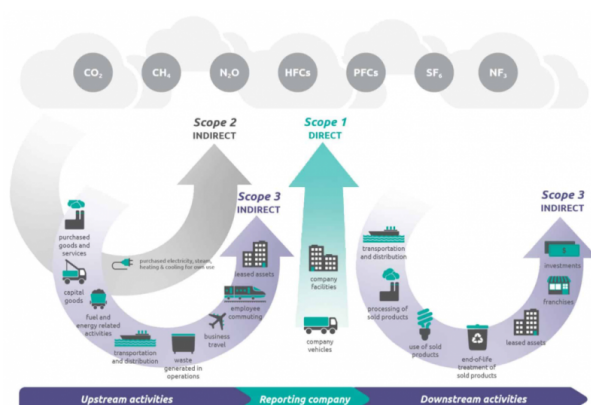 CO₂
CH₄
N₂O
HFCs
PFCs
SF₆
NF₃
Scope 2
INDIRECT
Scope 1
DIRECT
Scope 3
INDIRECT
Scope 3
INDIRECT
purchased
goods and
services
capital
goods
fuel and
energy related
activities
transportation
and distribution
waste
generated in
operations
business
travel
employee
commuting
leased assets
purchased electricity, steam,
heating & cooling for own use
company
facilities
company
vehicles
transportation
and distribution
processing of
sold products
use of sold
products
end-of-life
treatment of
sold products
leased assets
franchises
investments
Upstream activities
Reporting company
Downstream activities